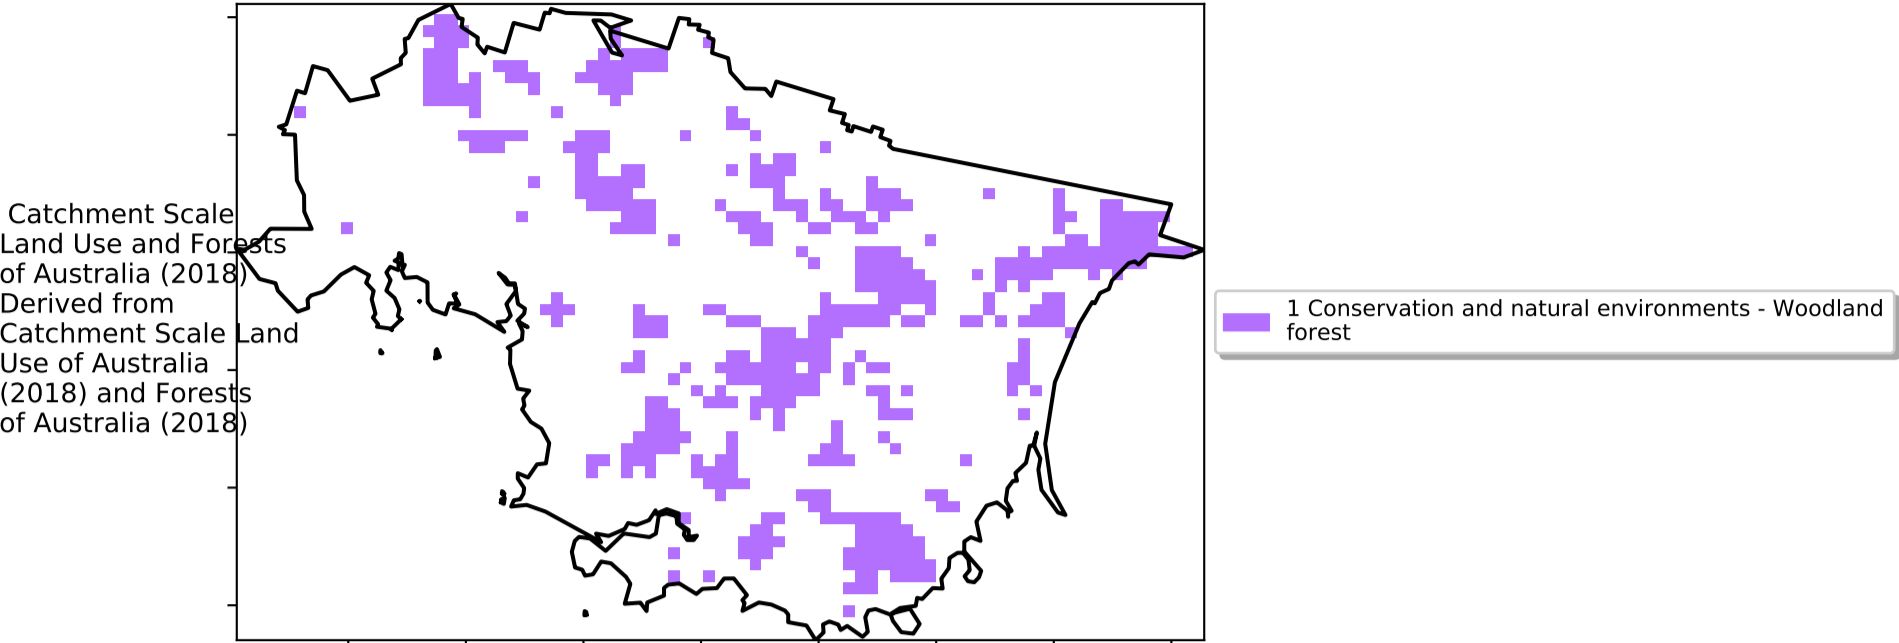 Catchment Scale
Land Use and Forests
of Australia (2018)
Derived from
Catchment Scale Land
Use of Australia
(2018) and Forests
of Australia (2018)
1 Conservation and natural environments - Woodland
forest